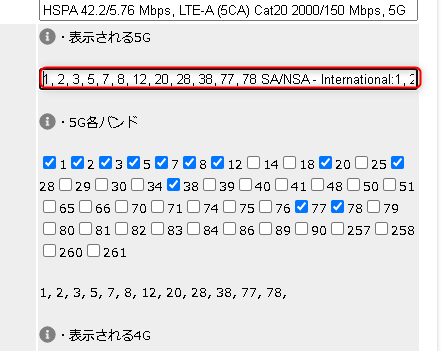 HSPA 42.2/5.76 Mbps, LTE-A (5CA) Cat20 2000/150 Mbps, 5G
・表示される5G
1, 2, 3, 5, 7, 8, 12, 20, 28, 38, 77, 78 SA/NSA - International:1, 2
・5G各バンド
1 2 3 5 7 8 12 14 18 20 25
28 29 30 34 38 39 40 41 48 50 51
65 66 70 71 74 75 76 77 78 79
80 81 82 83 84 86 89 90 257 258
260 261
1, 2, 3, 5, 7, 8, 12, 20, 28, 38, 77, 78,
・表示される4G